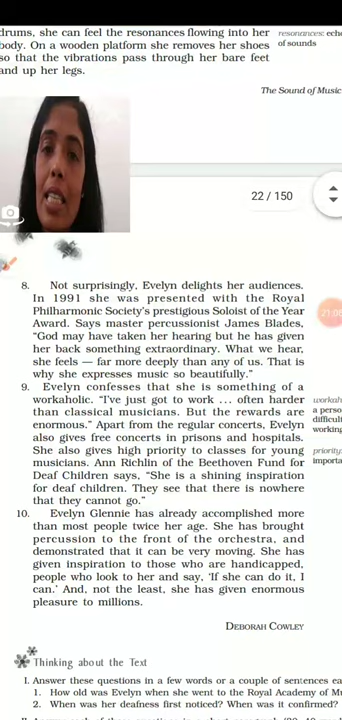 drums, she can feel the resonances flowing into her
body. On a wooden platform she removes her shoes
so that the vibrations pass through her bare feet
and up her legs.
resonances: echo
of sounds
The Sound of Music
22 / 150
8. Not surprisingly, Evelyn delights her audiences.
In 1991 she was presented with the Royal
Philharmonic Society's prestigious Soloist of the Year
Award. Says master percussionist James Blades,
“God may have taken her hearing but he has given
her back something extraordinary. What we hear,
she feels — far more deeply than any of us. That is
why she expresses music so beautifully.”
9. Evelyn confesses that she is something of a
workaholic. “I've just got to work ... often harder
than classical musicians. But the rewards are
enormous.” Apart from the regular concerts, Evelyn
also gives free concerts in prisons and hospitals.
She also gives high priority to classes for young
musicians. Ann Richlin of the Beethoven Fund for
Deaf Children says, “She is a shining inspiration
for deaf children. They see that there is nowhere
that they cannot go.”
workah
a perso
difficult
working
priority:
importa
10. Evelyn Glennie has already accomplished more
than most people twice her age. She has brought
percussion to the front of the orchestra, and
demonstrated that it can be very moving. She has
given inspiration to those who are handicapped,
people who look to her and say, ‘If she can do it, I
can.’ And, not the least, she has given enormous
pleasure to millions.
DEBORAH COWLEY
Thinking about the Text
I. Answer these questions in a few words or a couple of sentences ea
1. How old was Evelyn when she went to the Royal Academy of Mu
2. When was her deafness first noticed? When was it confirmed?